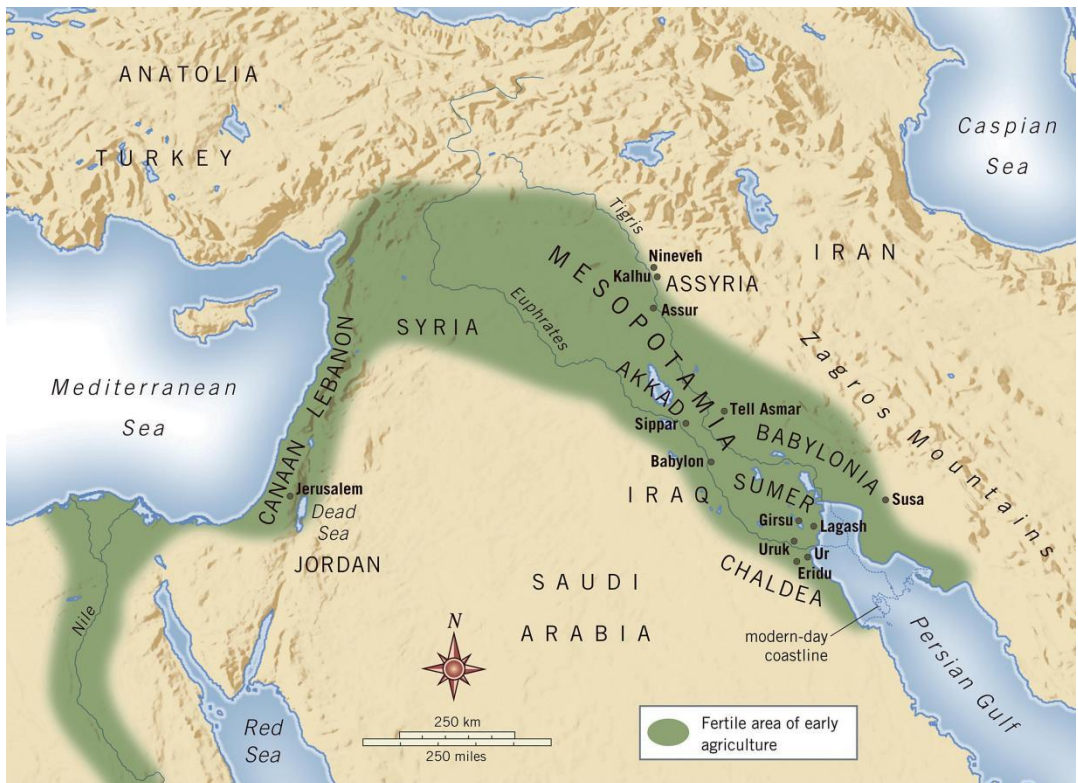 ANATOLIA
TURKEY
Caspian
Sea
IRAN
Tigris
Nineveh
Kalhu
ASSYRIA
Assur
MESOPOTAMIA
Euphrates
SYRIA
Zagros Mountains
LEBANON
Mediterranean
Sea
AKKAD
Tell Asmar
Sippar
BABYLONIA
Babylon
CANAAN
Jerusalem
Dead
Sea
IRAQ
SUMER
Susa
Girsu
Lagash
Uruk
Ur
Eridu
JORDAN
CHALDEA
SAUDI
ARABIA
Nile
N
modern-day
coastline
Persian Gulf
Red
Sea
250 km
250 miles
Fertile area of early
agriculture